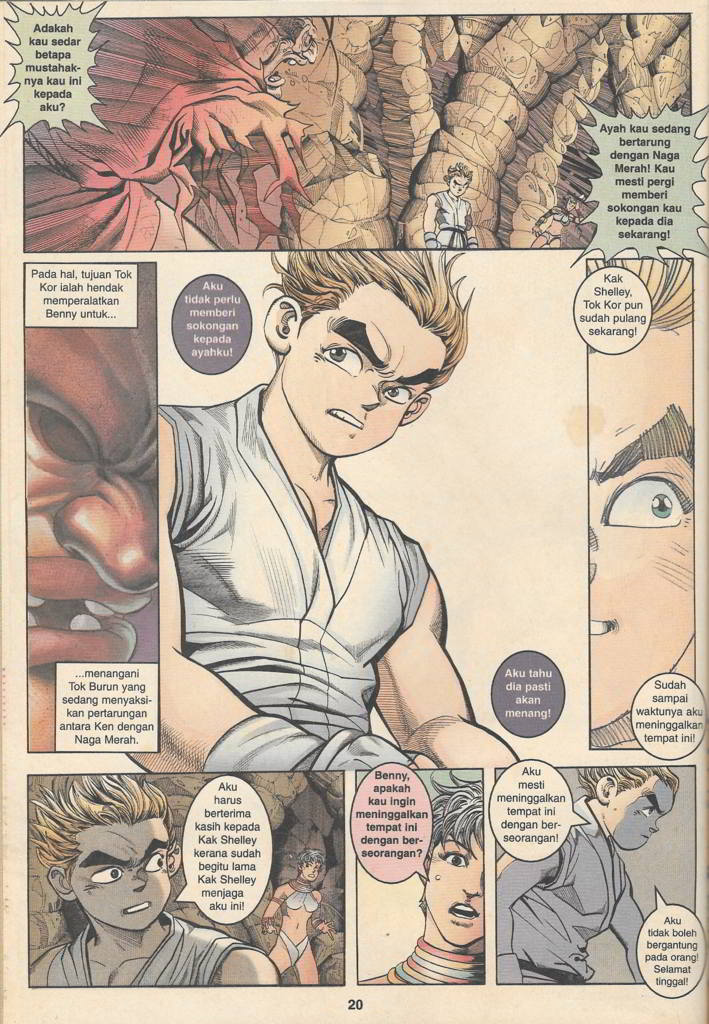 Adakah
kau sedar
betapa
mustahak-
nya kau ini
kepada
aku?
Ayah kau sedang
bertarung
dengan Naga
Merah! Kau
mesti pergi
memberi
sokongan kau
kepada dia
sekarang!
Pada hal, tujuan Tok
Kor ialah hendak
memperalatkan
Benny untuk...
Aku
tidak perlu
memberi
sokongan
kepada
ayahku!
Kak
Shelley,
Tok Kor pun
sudah pulang
sekarang!
...menangani
Tok Burun yang
sedang menyaksi-
kan pertarungan
antara Ken dengan
Naga Merah.
Aku tahu
dia pasti
akan
menang!
Sudah
sampai
waktunya aku
meninggalkan
tempat ini!
Aku
harus
berterima
kasih kepada
Kak Shelley
kerana sudah
begitu lama
Kak Shelley
menjaga
aku ini!
Benny,
apakah
kau ingin
meninggalkan
tempat ini
dengan ber-
seorangan?
Aku
mesti
meninggalkan
tempat ini
dengan ber-
seorangan!
Aku
tidak boleh
bergantung
pada orang!
Selamat
tinggal!
20